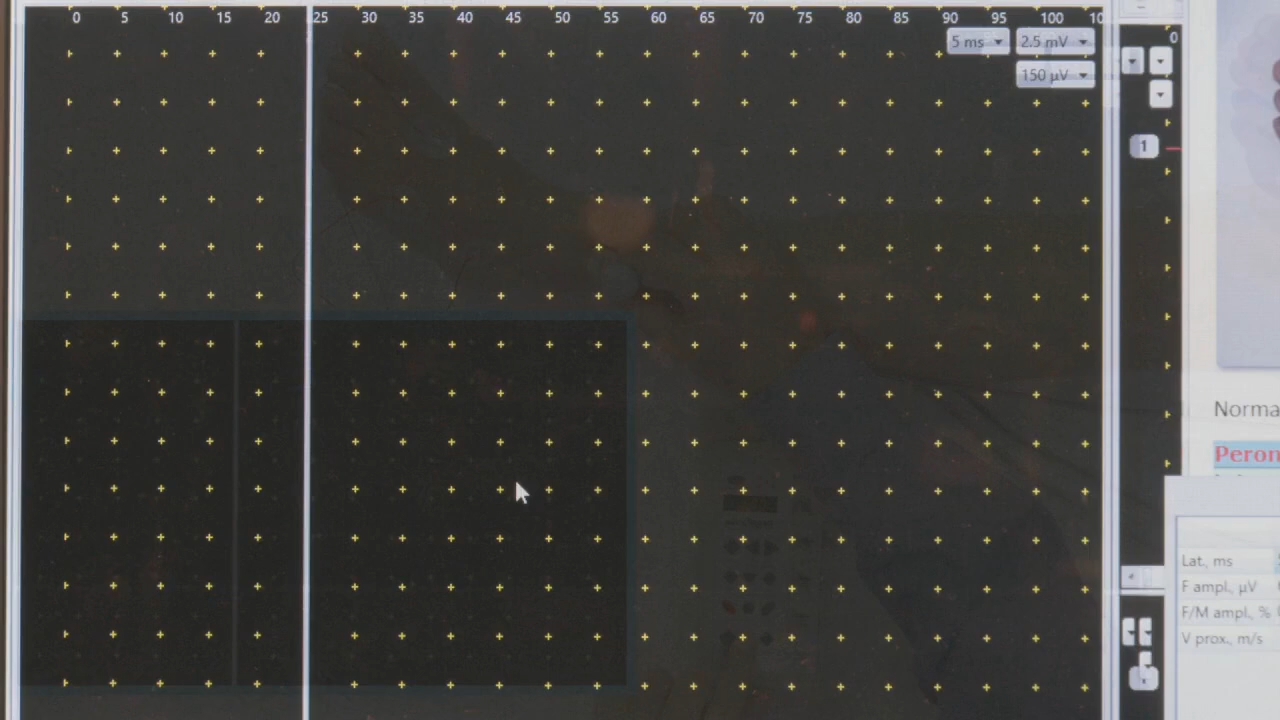 0 5 10 15 20 25 30 35 40 45 50 55 60 65 70 75 80 85 90 95 100 10
0
5 ms 2.5 mV
150 µV
1
Norma
Peron
Lat., ms
F ampl., µV
F/M ampl., %
V prox., m/s